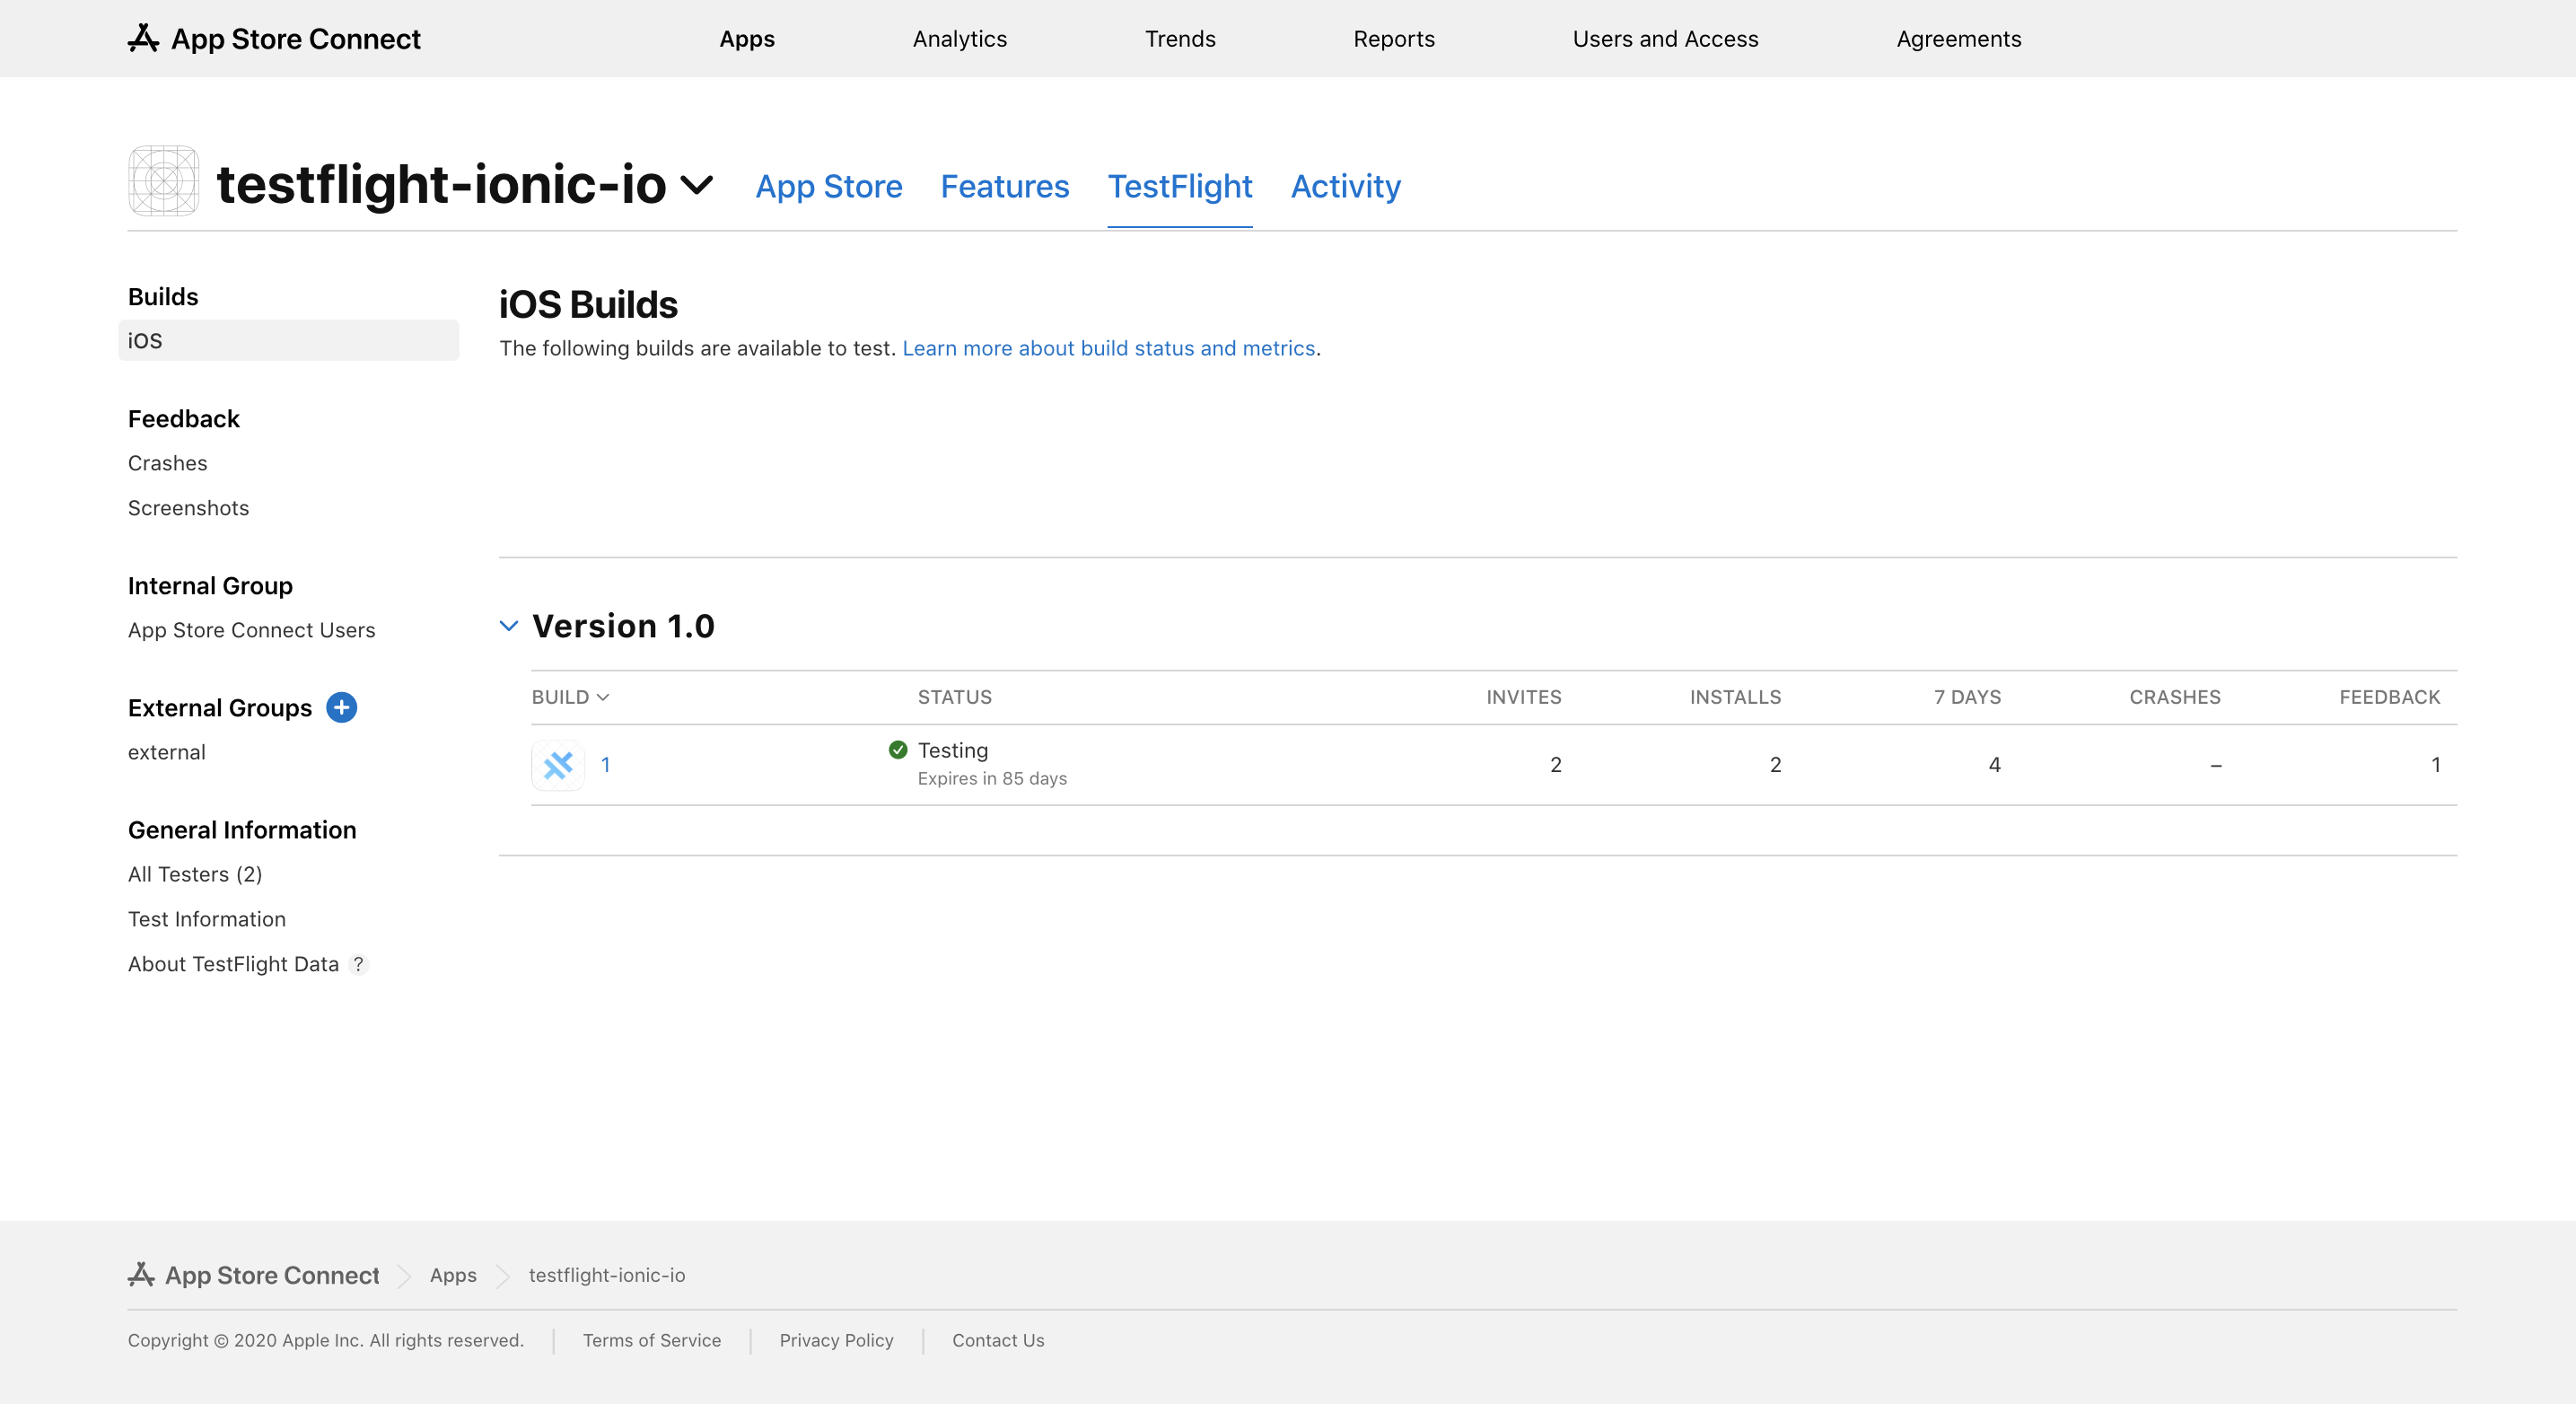 App Store Connect Apps Analytics Trends Reports Users and Access Agreements
testflight-ionic-io App Store Features TestFlight Activity
Builds
iOS
Feedback
Crashes
Screenshots
Internal Group
App Store Connect Users
External Groups
external
General Information
All Testers (2)
Test Information
About TestFlight Data ?
iOS Builds
The following builds are available to test. Learn more about build status and metrics.
Version 1.0
BUILD STATUS INVITES INSTALLS 7 DAYS CRASHES FEEDBACK
1 Testing 2 2 4 – 1
Expires in 85 days
App Store Connect Apps testflight-ionic-io
Copyright © 2020 Apple Inc. All rights reserved. Terms of Service Privacy Policy Contact Us